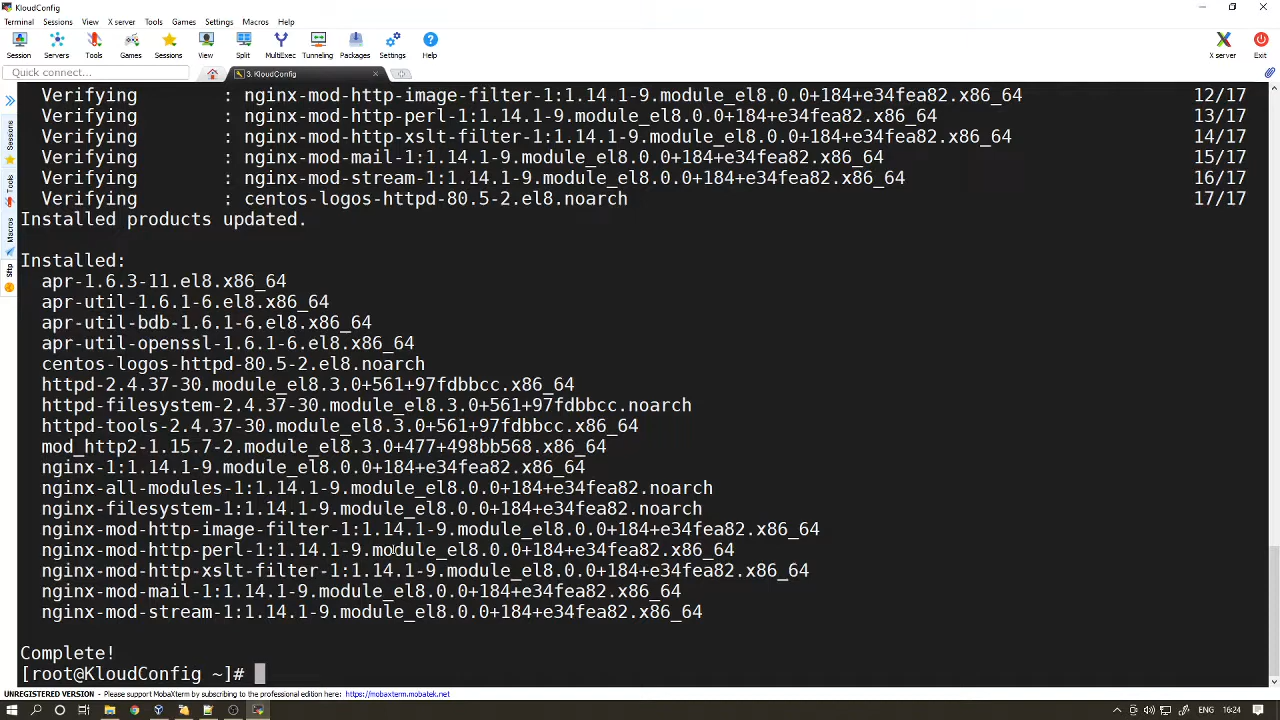 KloudConfig
Terminal Sessions View X server Tools Games Settings Macros Help
Session Servers Tools Games Sessions View Split MultiExec Tunneling Packages Settings Help X server Exit
Quick connect... 3. KloudConfig
Verifying : nginx-mod-http-image-filter-1:1.14.1-9.module_el8.0.0+184+e34fea82.x86_64 12/17
Verifying : nginx-mod-http-perl-1:1.14.1-9.module_el8.0.0+184+e34fea82.x86_64 13/17
Verifying : nginx-mod-http-xslt-filter-1:1.14.1-9.module_el8.0.0+184+e34fea82.x86_64 14/17
Verifying : nginx-mod-mail-1:1.14.1-9.module_el8.0.0+184+e34fea82.x86_64 15/17
Verifying : nginx-mod-stream-1:1.14.1-9.module_el8.0.0+184+e34fea82.x86_64 16/17
Verifying : centos-logos-httpd-80.5-2.el8.noarch 17/17
Installed products updated.
Installed:
apr-1.6.3-11.el8.x86_64
apr-util-1.6.1-6.el8.x86_64
apr-util-bdb-1.6.1-6.el8.x86_64
apr-util-openssl-1.6.1-6.el8.x86_64
centos-logos-httpd-80.5-2.el8.noarch
httpd-2.4.37-30.module_el8.3.0+561+97fdbbcc.x86_64
httpd-filesystem-2.4.37-30.module_el8.3.0+561+97fdbbcc.noarch
httpd-tools-2.4.37-30.module_el8.3.0+561+97fdbbcc.x86_64
mod_http2-1.15.7-2.module_el8.3.0+477+498bb568.x86_64
nginx-1:1.14.1-9.module_el8.0.0+184+e34fea82.x86_64
nginx-all-modules-1:1.14.1-9.module_el8.0.0+184+e34fea82.noarch
nginx-filesystem-1:1.14.1-9.module_el8.0.0+184+e34fea82.noarch
nginx-mod-http-image-filter-1:1.14.1-9.module_el8.0.0+184+e34fea82.x86_64
nginx-mod-http-perl-1:1.14.1-9.module_el8.0.0+184+e34fea82.x86_64
nginx-mod-http-xslt-filter-1:1.14.1-9.module_el8.0.0+184+e34fea82.x86_64
nginx-mod-mail-1:1.14.1-9.module_el8.0.0+184+e34fea82.x86_64
nginx-mod-stream-1:1.14.1-9.module_el8.0.0+184+e34fea82.x86_64
Complete!
[root@KloudConfig ~]#
Sessions
Tools
Macros
Sftp
UNREGISTERED VERSION - Please support MobaXterm by subscribing to the professional edition here: https://mobaxterm.mobatek.net
ENG 16:24